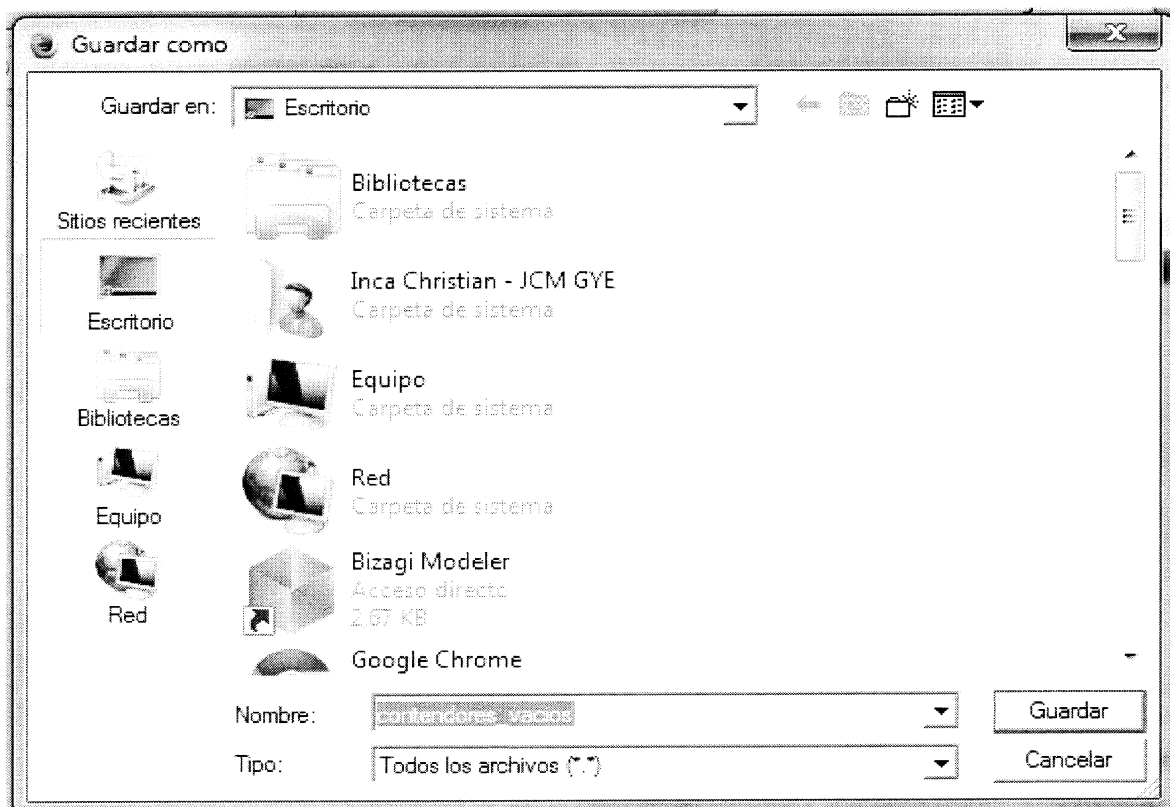 Guardar como
Guardar en:
Escritorio
Sitios recientes
Escritorio
Bibliotecas
Equipo
Red
Bibliotecas
Carpeta de sistema
Inca Christian - JCM GYE
Carpeta de sistema
Equipo
Carpeta de sistema
Red
Carpeta de sistema
Bizagi Modeler
Acceso directo
2.67 KB
Google Chrome
Nombre:
contendores_vacios
Guardar
Tipo:
Todos los archivos (*.*)
Cancelar